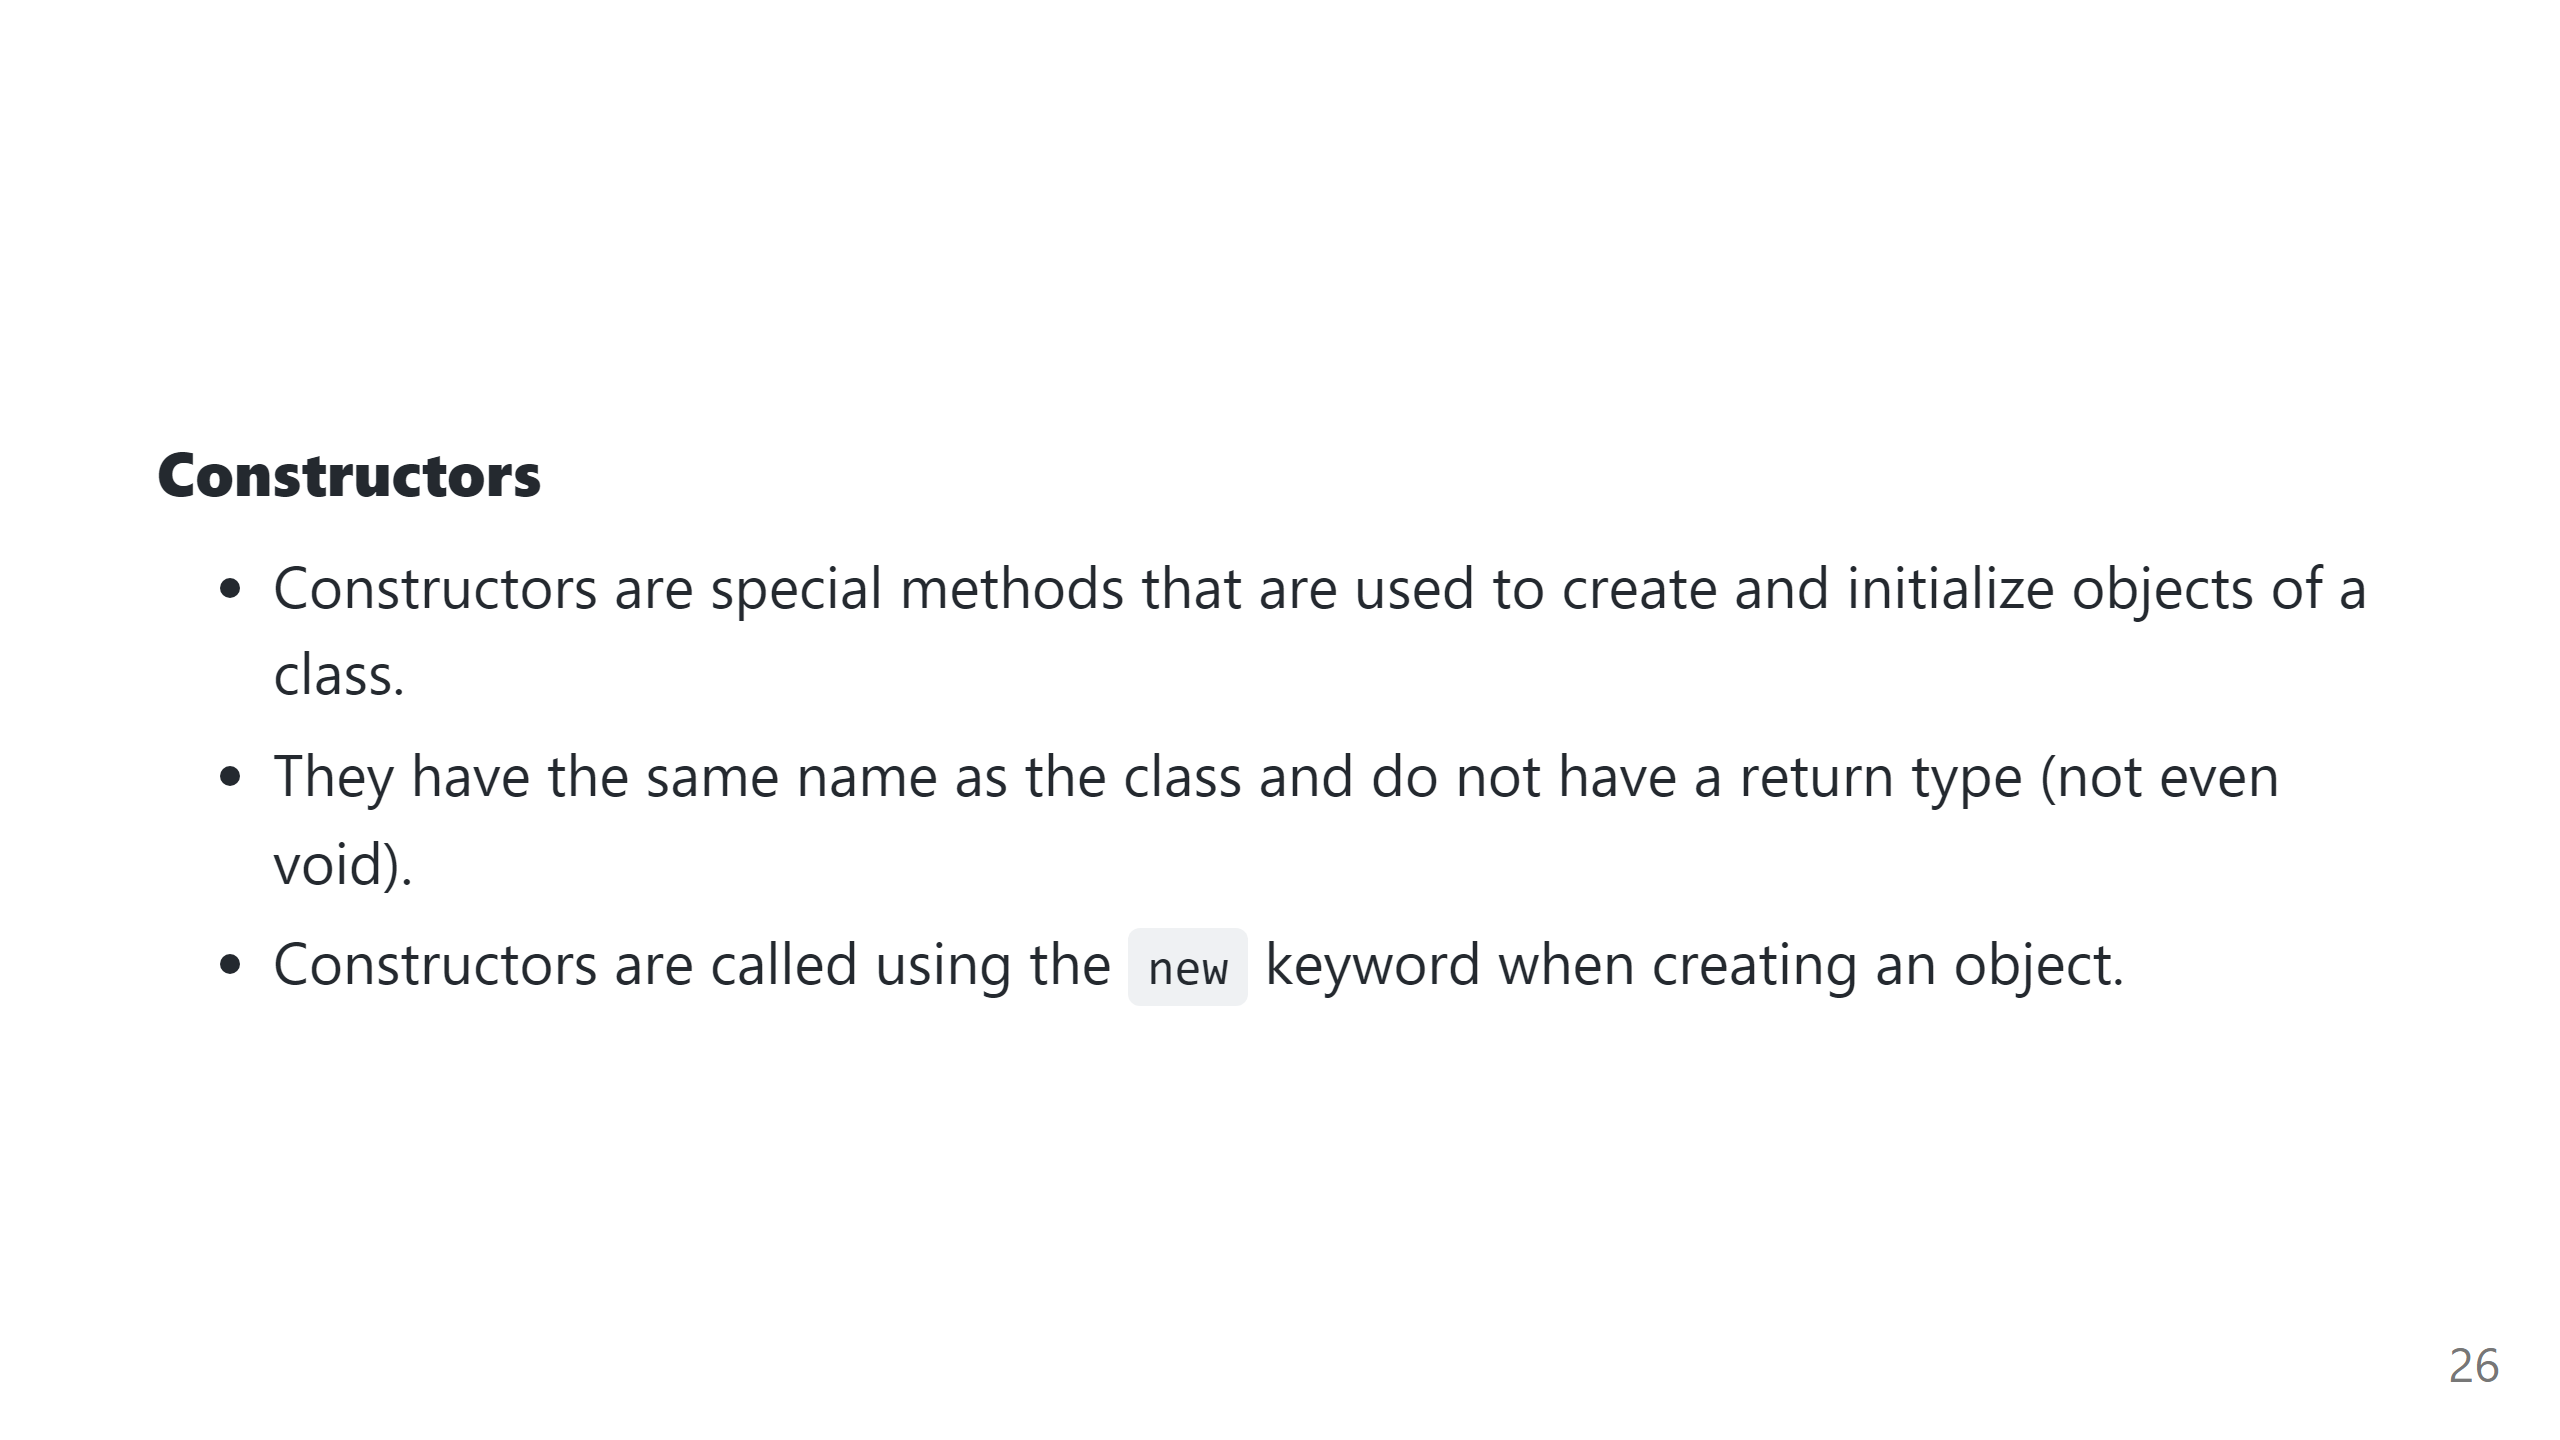 Constructors
• Constructors are special methods that are used to create and initialize objects of a
class.
• They have the same name as the class and do not have a return type (not even
void).
• Constructors are called using the new keyword when creating an object.
26